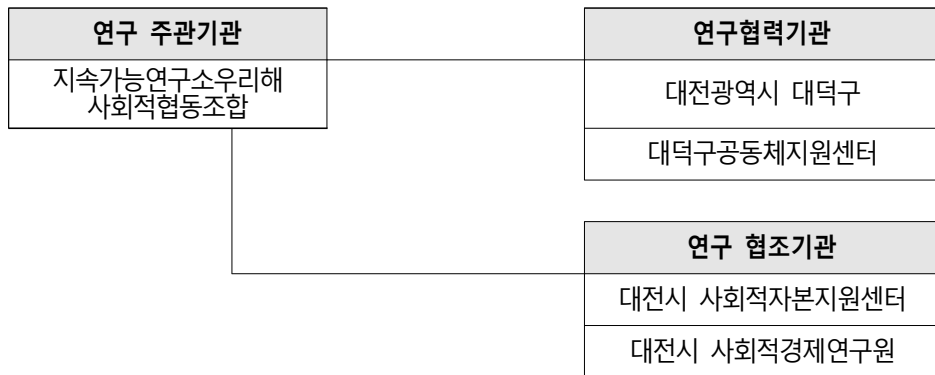 연구 주관기관
지속가능연구소우리해
사회적협동조합
연구협력기관
대전광역시 대덕구
대덕구공동체지원센터
연구 협조기관
대전시 사회적자본지원센터
대전시 사회적경제연구원